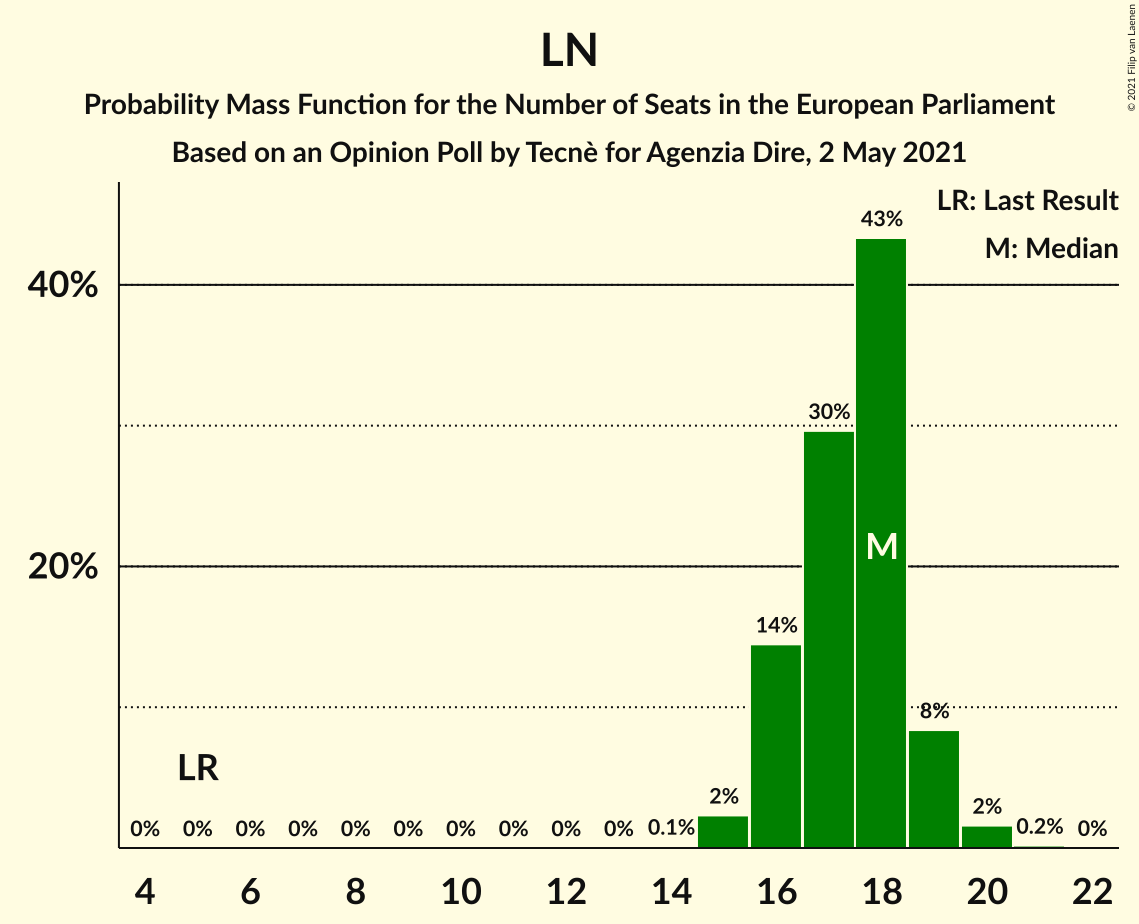 LN
Probability Mass Function for the Number of Seats in the European Parliament
Based on an Opinion Poll by Tecnè for Agenzia Dire, 2 May 2021
© 2021 Filip van Laenen
LR: Last Result
M: Median
40%
20%
43%
30%
14%
8%
2%
2%
0% 0% 0% 0% 0% 0% 0% 0% 0% 0% 0.1% 0.2% 0%
M
LR
4 6 8 10 12 14 16 18 20 22